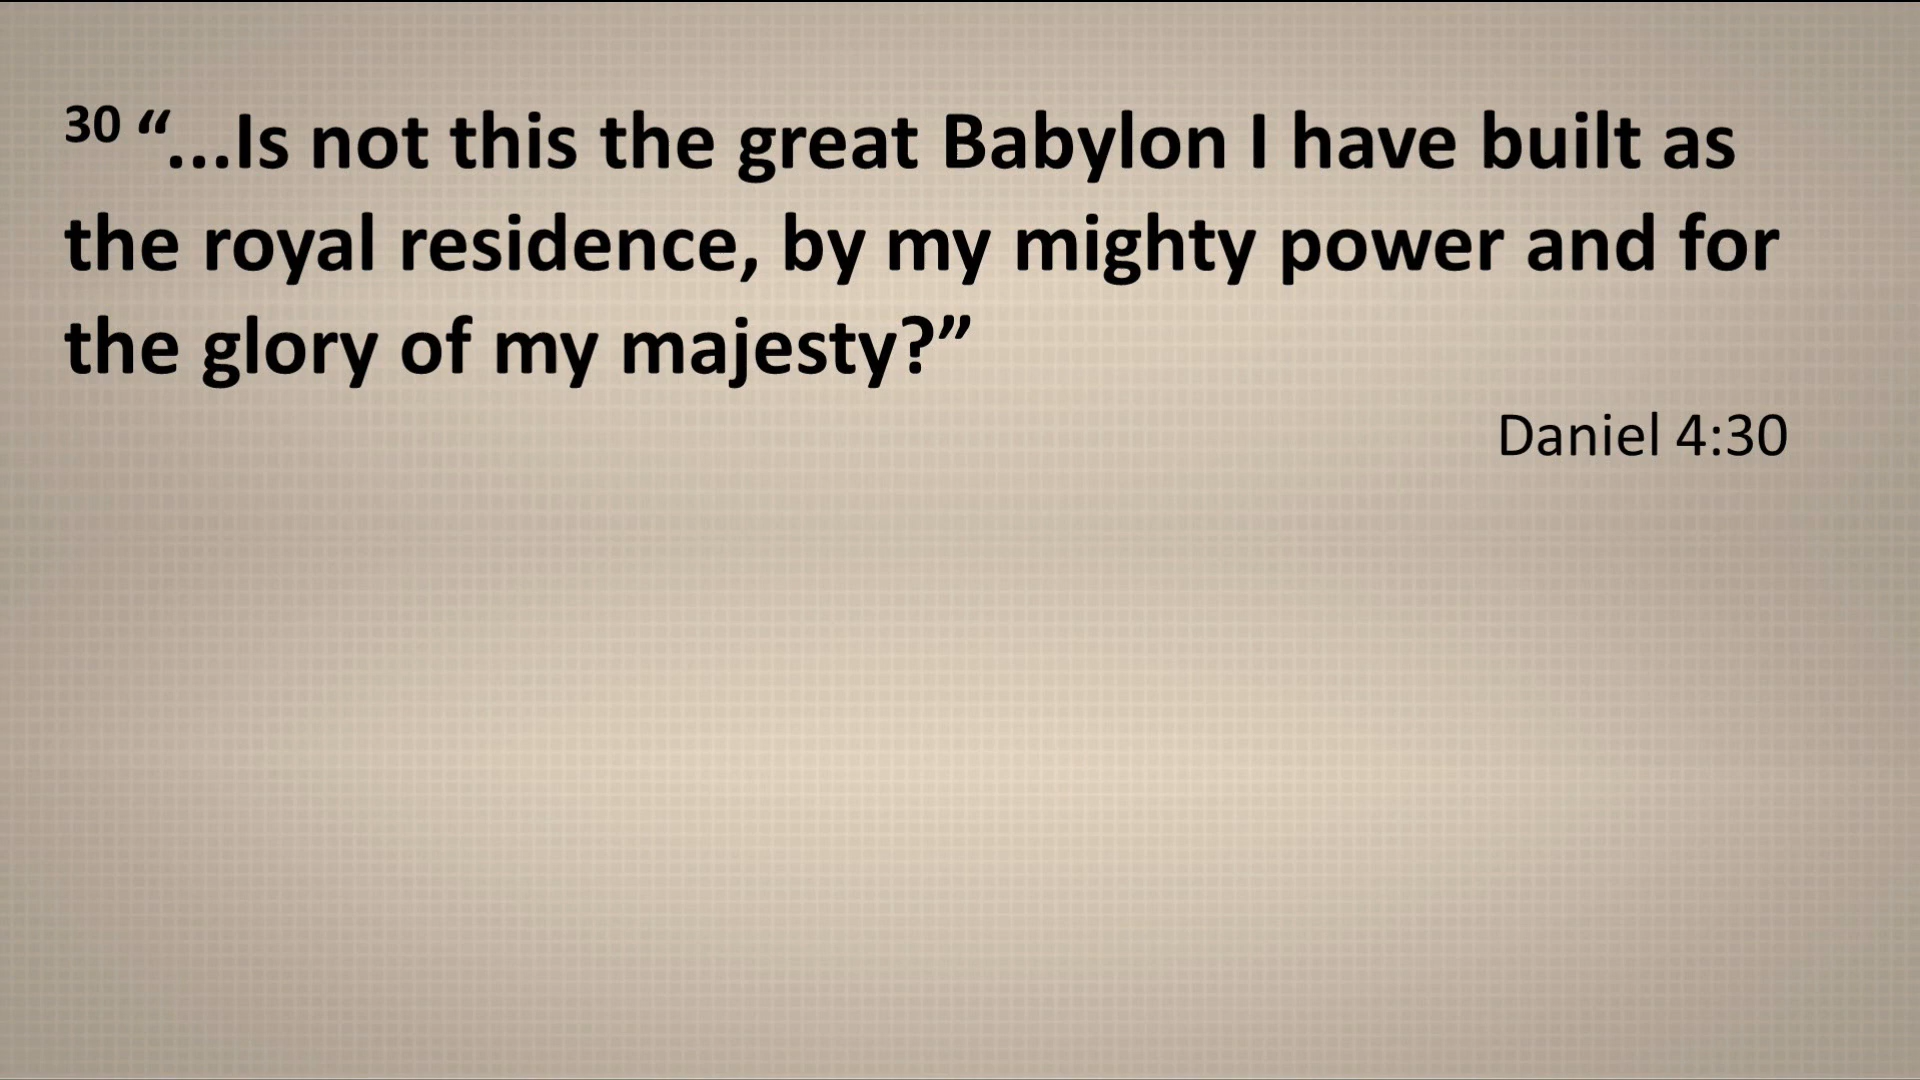 30 “...Is not this the great Babylon I have built as
the royal residence, by my mighty power and for
the glory of my majesty?”
Daniel 4:30